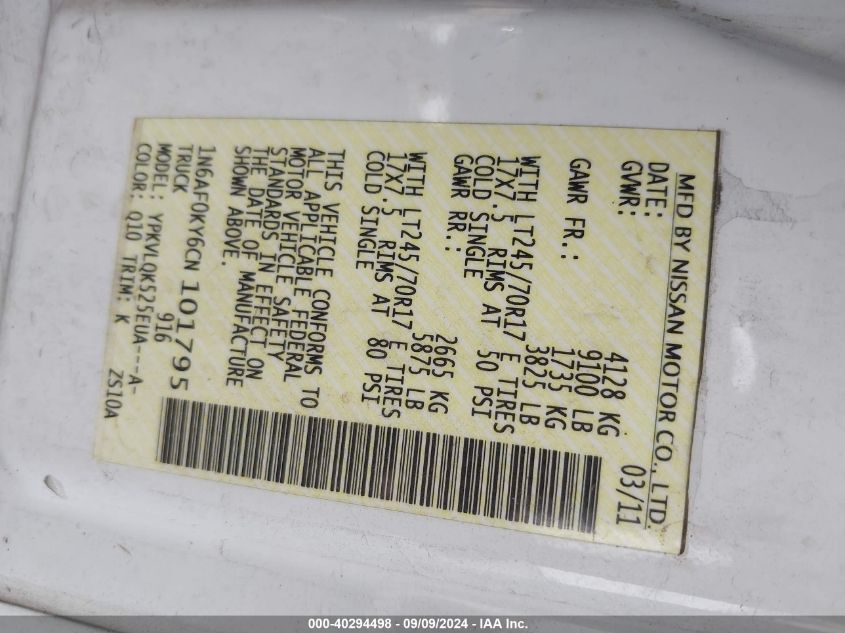 MFD BY NISSAN MOTOR CO., LTD.
DATE: 03/11
GVWR: 4128 KG
9100 LB
GAWR FR.: 1735 KG
3825 LB
WITH LT245/70R17 E TIRES
17X7.5 RIMS AT 50 PSI
COLD SINGLE
GAWR RR.: 2665 KG
5875 LB
WITH LT245/70R17 E TIRES
17X7.5 RIMS AT 80 PSI
COLD SINGLE
THIS VEHICLE CONFORMS TO
ALL APPLICABLE FEDERAL
MOTOR VEHICLE SAFETY
STANDARDS IN EFFECT ON
THE DATE OF MANUFACTURE
SHOWN ABOVE.
1N6AF0KY6CN101795
TRUCK 916
MODEL: YPKVLQK525EUA---A-
COLOR: Q10 TRIM: K ZS10A
000-40294498 - 09/09/2024 - IAA Inc.